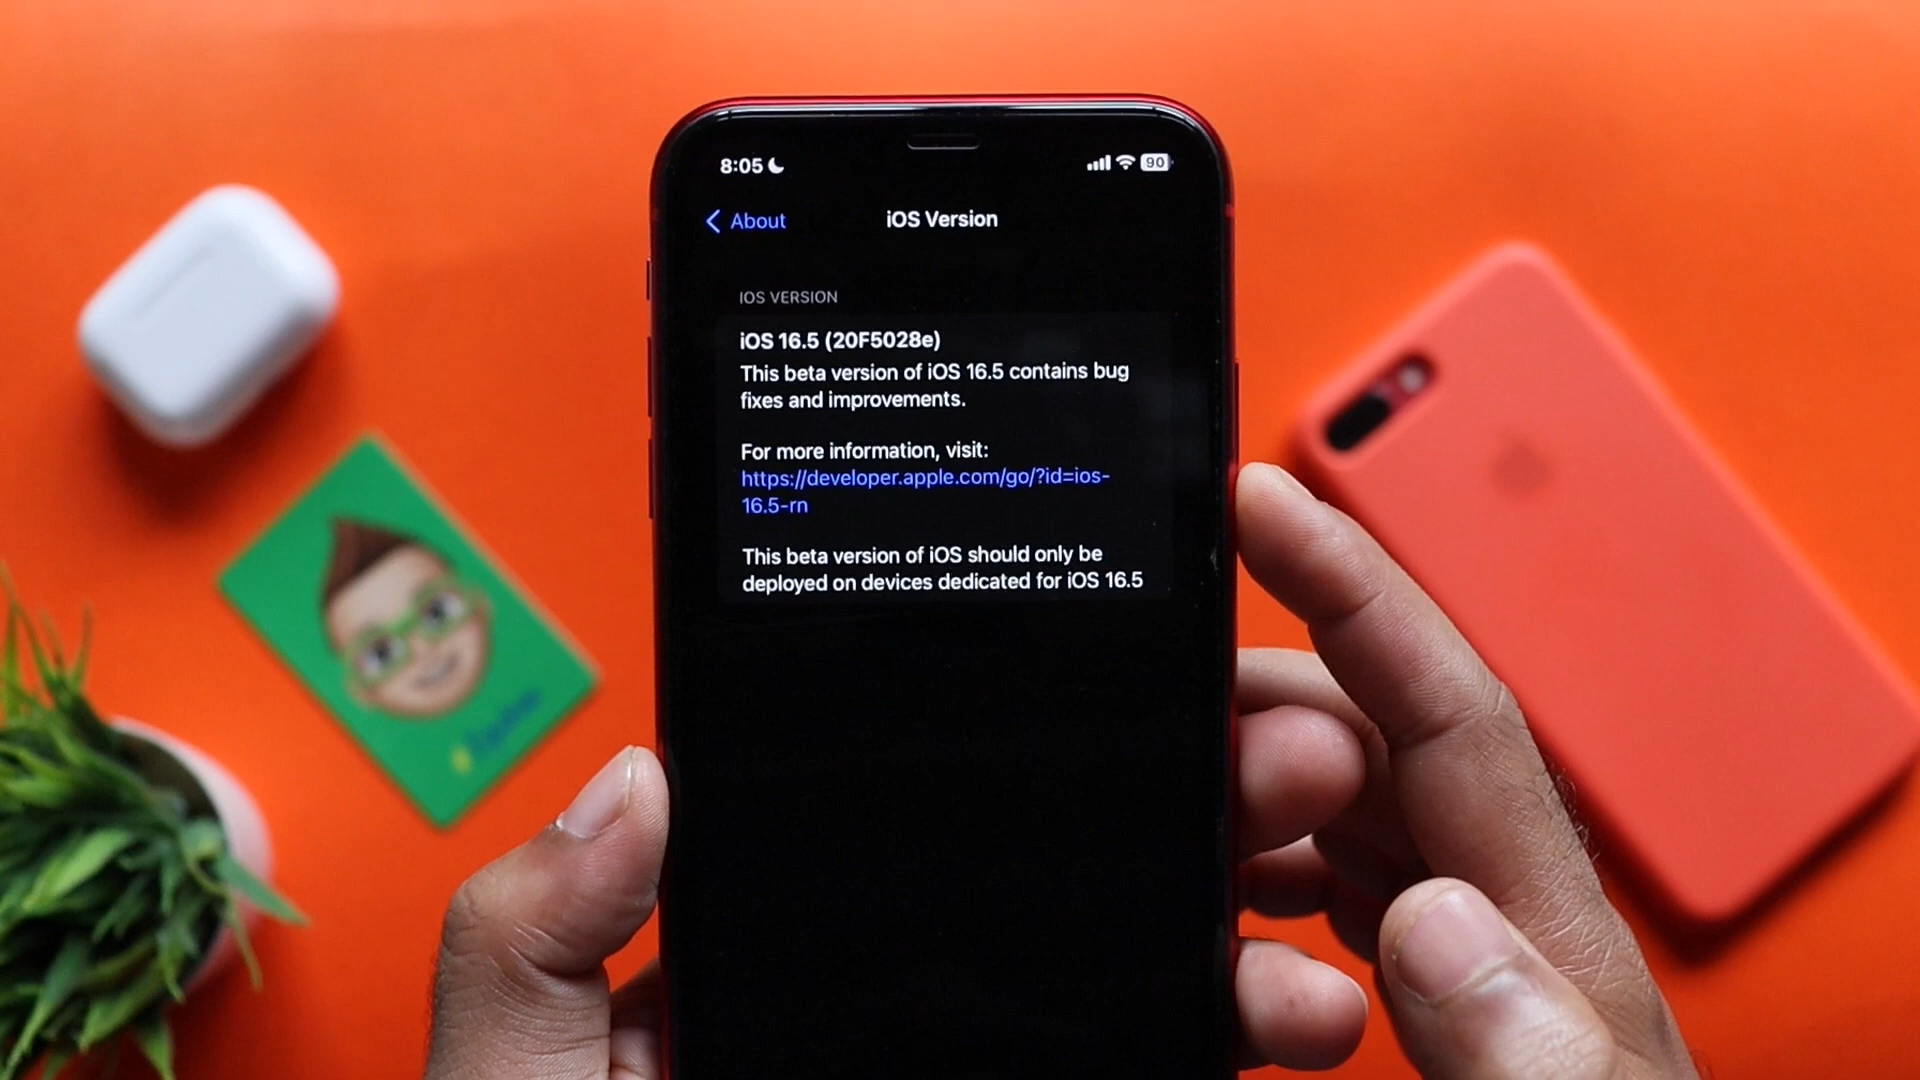 8:05
90
About
iOS Version
IOS VERSION
iOS 16.5 (20F5028e)
This beta version of iOS 16.5 contains bug
fixes and improvements.
For more information, visit:
https://developer.apple.com/go/?id=ios-
16.5-rn
This beta version of iOS should only be
deployed on devices dedicated for iOS 16.5